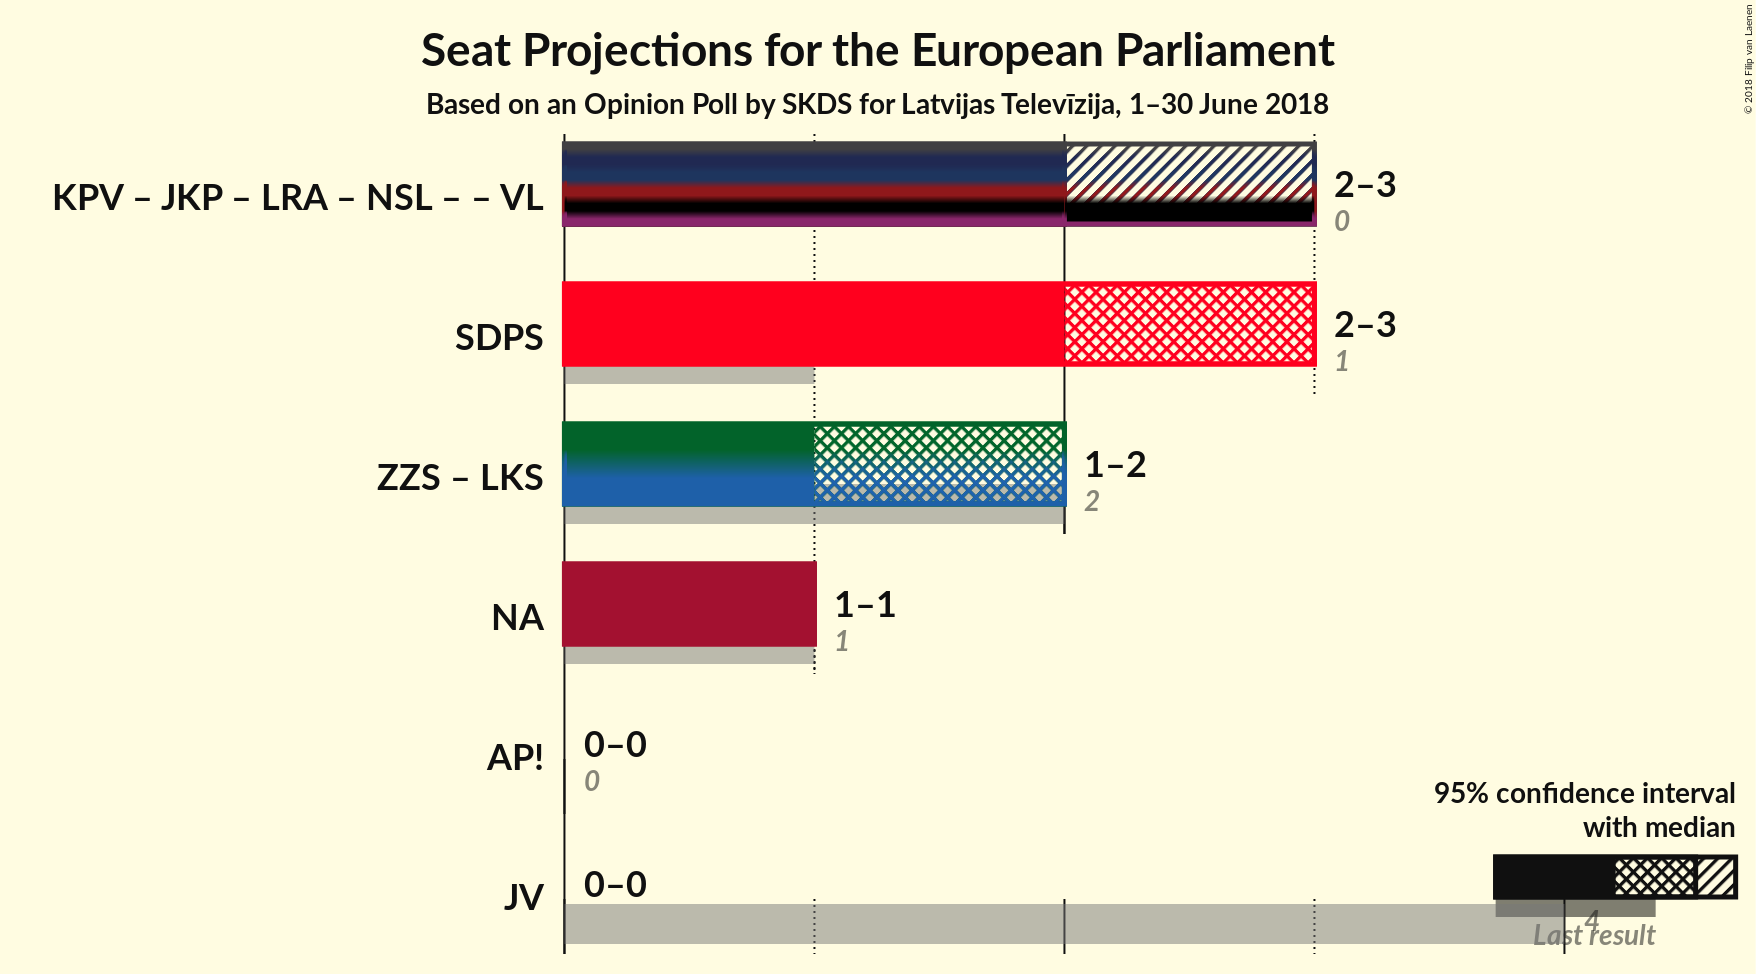 Seat Projections for the European Parliament
Based on an Opinion Poll by SKDS for Latvijas Televīzija, 1–30 June 2018
© 2018 Filip van Laenen
KPV – JKP – LRA – NSL – – VL
2–3
0
SDPS
2–3
1
ZZS – LKS
1–2
2
NA
1–1
1
AP!
0–0
0
95% confidence interval
with median
JV
0–0
4
Last result